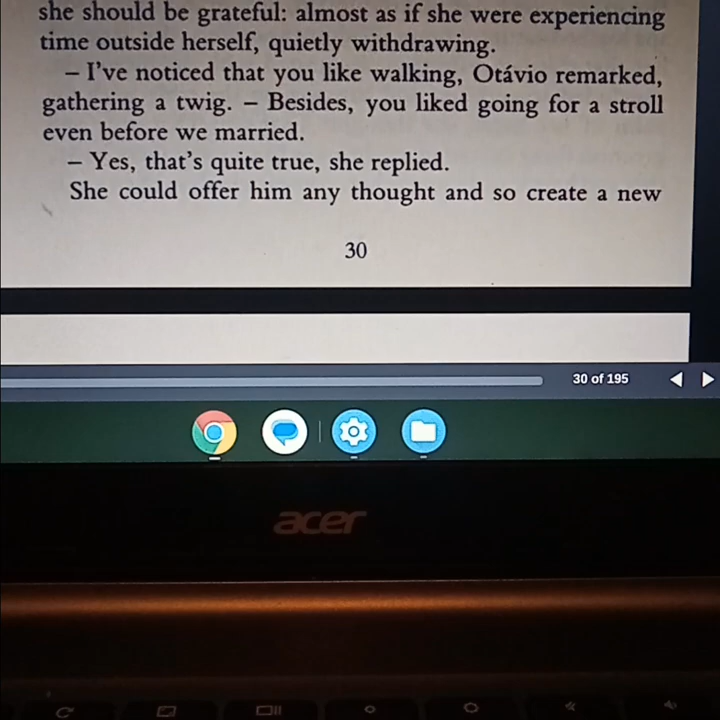 she should be grateful: almost as if she were experiencing
time outside herself, quietly withdrawing.
– I've noticed that you like walking, Otávio remarked,
gathering a twig. – Besides, you liked going for a stroll
even before we married.
– Yes, that's quite true, she replied.
She could offer him any thought and so create a new
30
30 of 195
acer